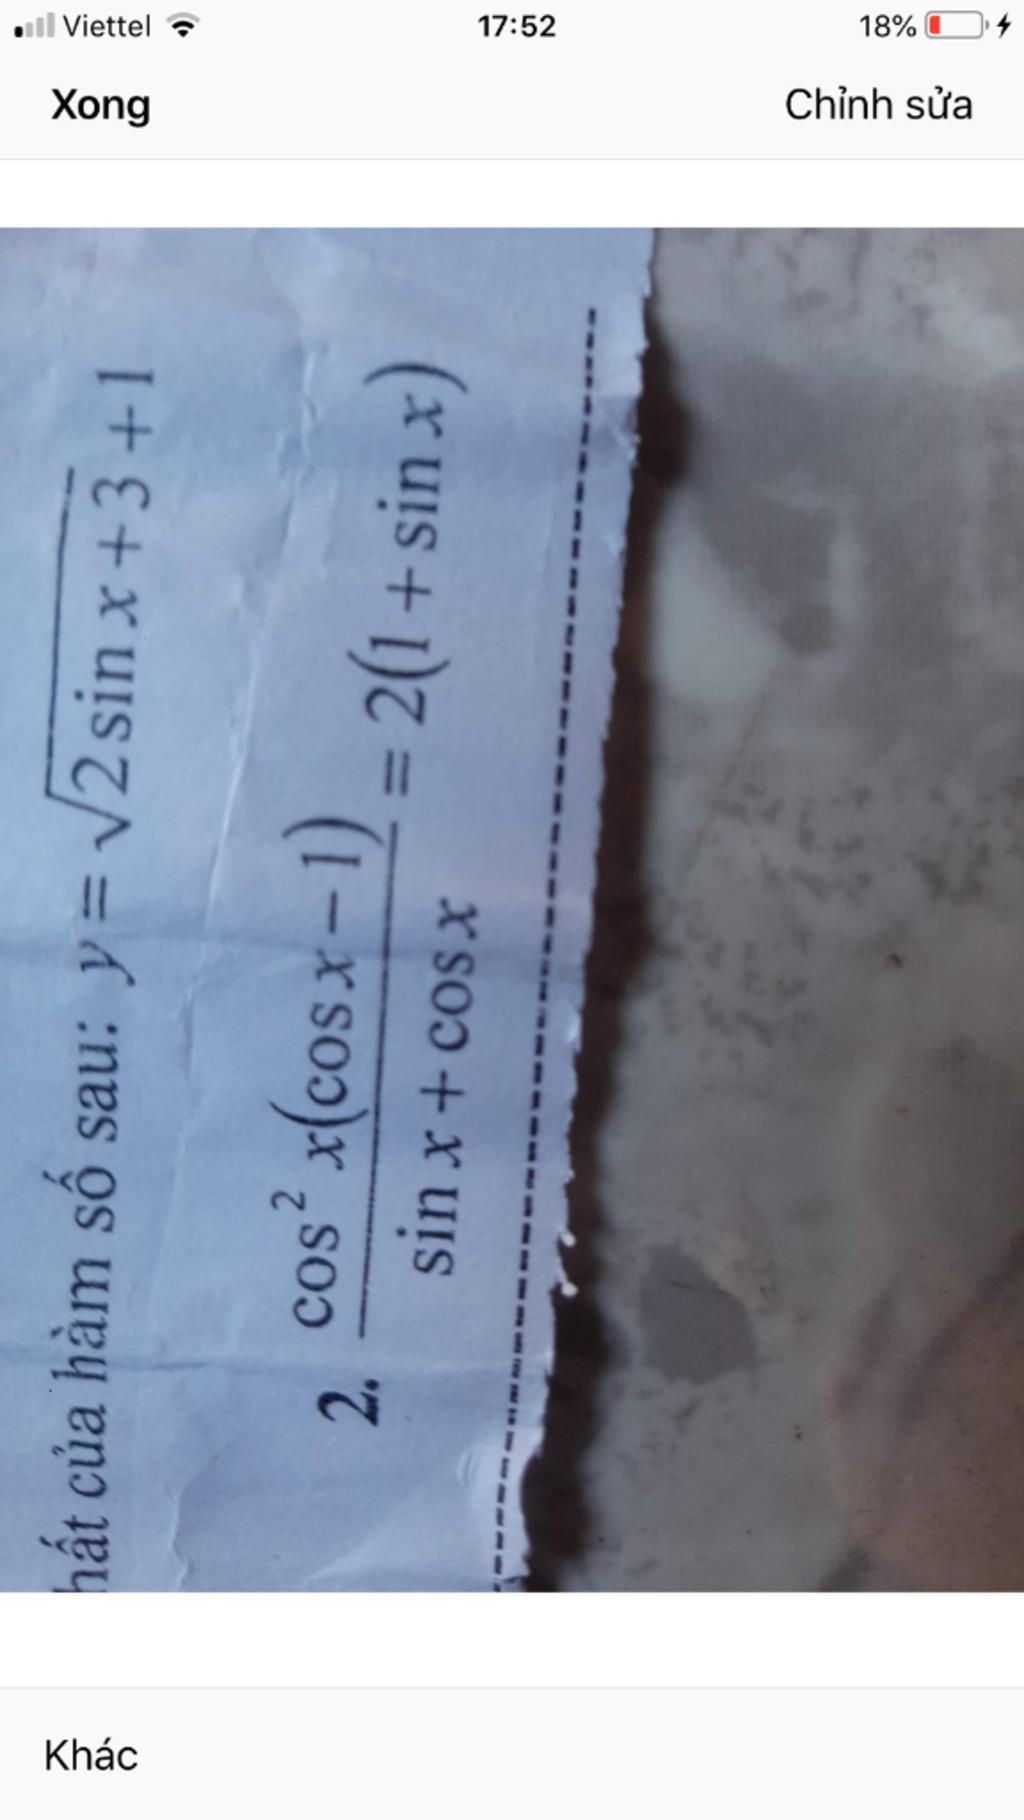 Viettel 17:52 18%
Xong Chỉnh sửa
hất của hàm số sau: y = √(2 sin x + 3) + 1
2. cos² x(cos x − 1) / (sin x + cos x) = 2(1 + sin x)
Khác